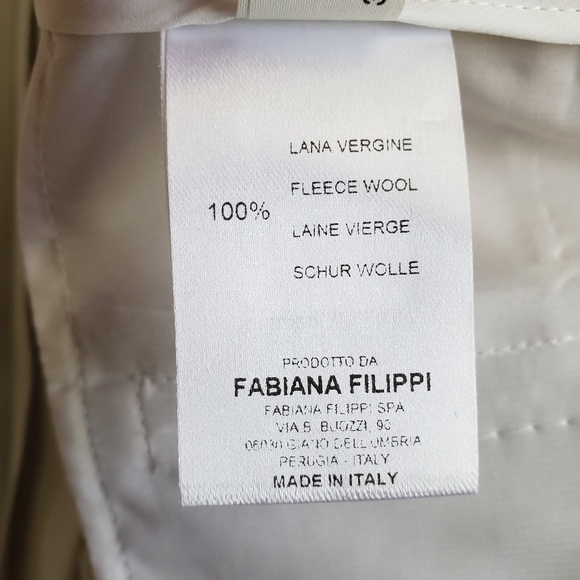 LANA VERGINE
FLEECE WOOL
100%
LAINE VIERGE
SCHUR WOLLE
PRODOTTO DA
FABIANA FILIPPI
FABIANA FILIPPI SPA
VIA B. BUOZZI, 90
06030 GIANO DELL'UMBRIA
PERUGIA - ITALY
MADE IN ITALY